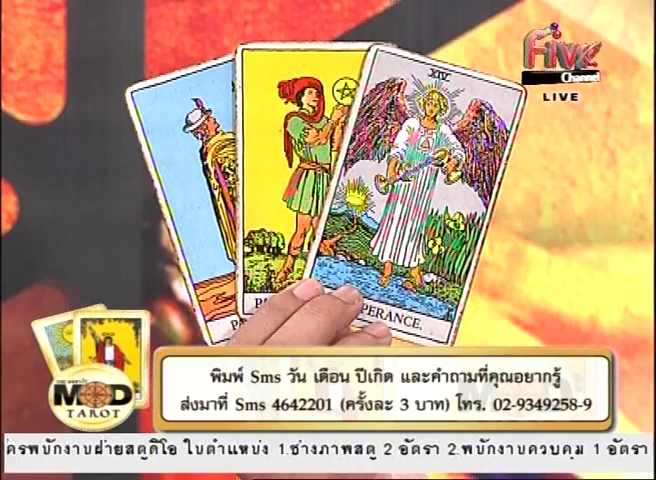 Five
Channel
LIVE
XIV.
PERANCE.
MD
TAROT
พิมพ์ Sms วัน เดือน ปีเกิด และคำถามที่คุณอยากรู้
ส่งมาที่ Sms 4642201 (ครั้งละ 3 บาท) โทร. 02-9349258-9
ครพนักงานฝ่ายสตูดิโอ ในตำแหน่ง 1.ช่างภาพสตู 2 อัตรา 2.พนักงานควบคุม 1 อัตรา